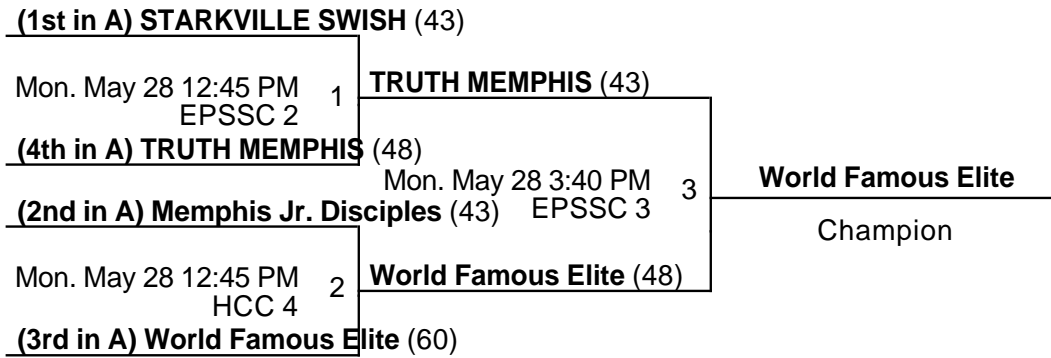 (1st in A) STARKVILLE SWISH (43)
Mon. May 28 12:45 PM
EPSSC 2
1
TRUTH MEMPHIS (43)
(4th in A) TRUTH MEMPHIS (48)
Mon. May 28 3:40 PM
EPSSC 3
3
World Famous Elite
Champion
(2nd in A) Memphis Jr. Disciples (43)
Mon. May 28 12:45 PM
HCC 4
2
World Famous Elite (48)
(3rd in A) World Famous Elite (60)